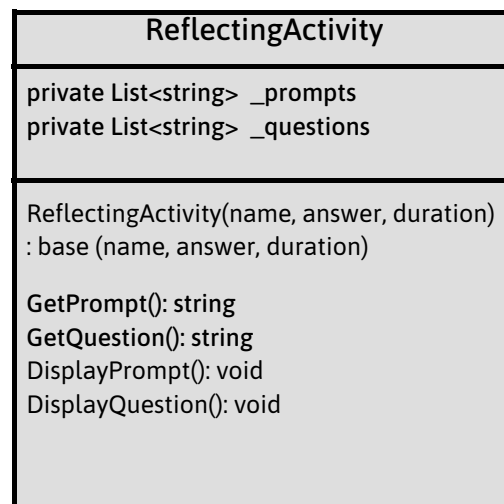 ReflectingActivity
private List<string> _prompts
private List<string> _questions
ReflectingActivity(name, answer, duration)
: base (name, answer, duration)
GetPrompt(): string
GetQuestion(): string
DisplayPrompt(): void
DisplayQuestion(): void